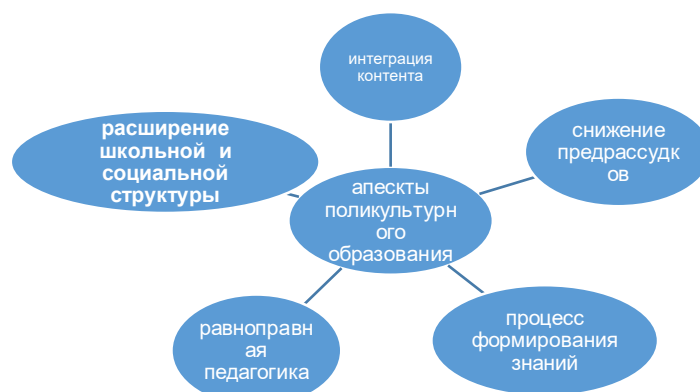 интеграция
контента
расширение
школьной и
социальной
структуры
снижение
предрассудк
ов
апескты
поликультурн
ого
образования
равноправн
ая
педагогика
процесс
формирования
знаний